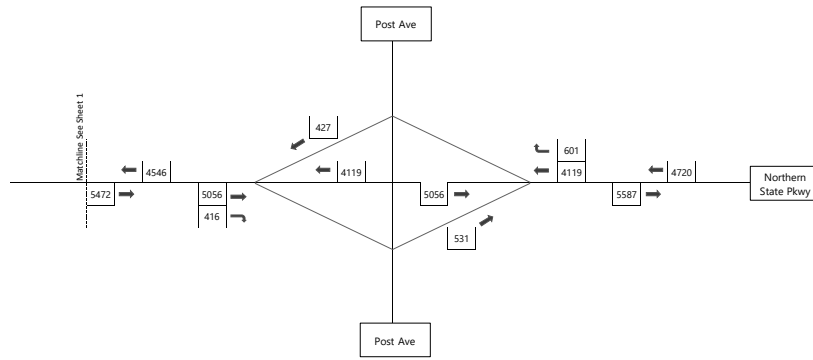 Post Ave
Matchline See Sheet 1
427
601
4546
4119
4119
4720
Northern
State Pkwy
5472
5056
5056
5587
416
531
Post Ave